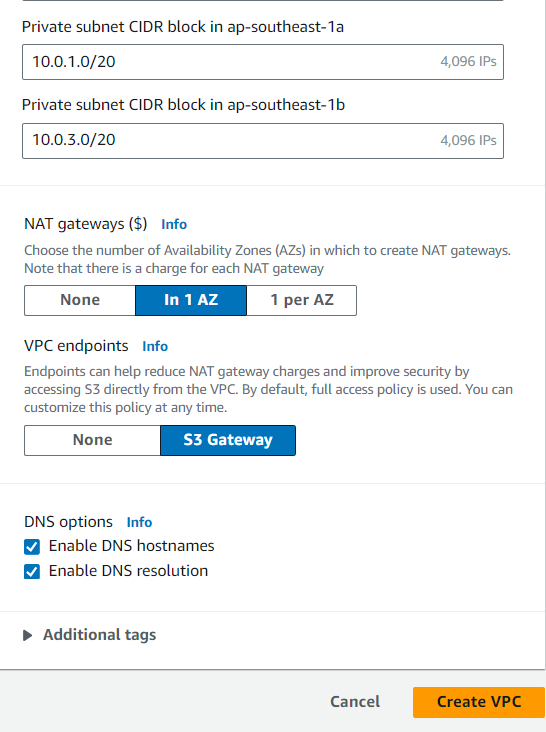 Private subnet CIDR block in ap-southeast-1a
10.0.1.0/20 4,096 IPs
Private subnet CIDR block in ap-southeast-1b
10.0.3.0/20 4,096 IPs
NAT gateways ($) Info
Choose the number of Availability Zones (AZs) in which to create NAT gateways.
Note that there is a charge for each NAT gateway
None In 1 AZ 1 per AZ
VPC endpoints Info
Endpoints can help reduce NAT gateway charges and improve security by
accessing S3 directly from the VPC. By default, full access policy is used. You can
customize this policy at any time.
None S3 Gateway
DNS options Info
Enable DNS hostnames
Enable DNS resolution
Additional tags
Cancel Create VPC